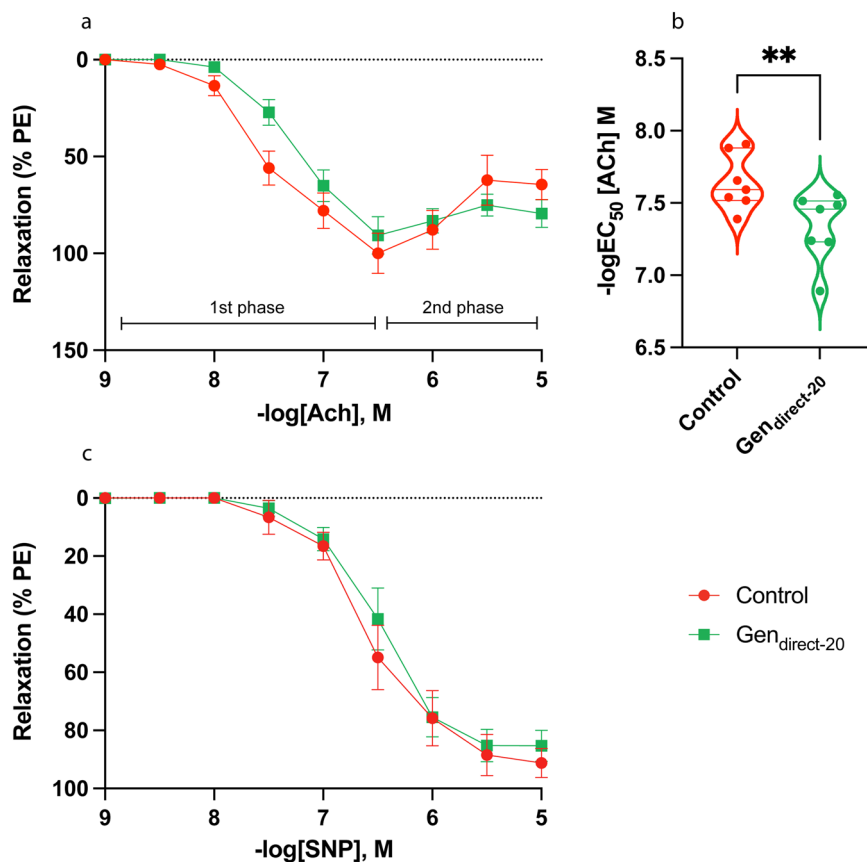 a
Relaxation (% PE)
0
50
100
150
1st phase
2nd phase
9 8 7 6 5
-log[Ach], M
b
-logEC50 [ACh] M
8.5
8.0
7.5
7.0
6.5
**
Control
Gendirect-20
c
Relaxation (% PE)
0
20
40
60
80
100
9 8 7 6 5
-log[SNP], M
Control
Gendirect-20